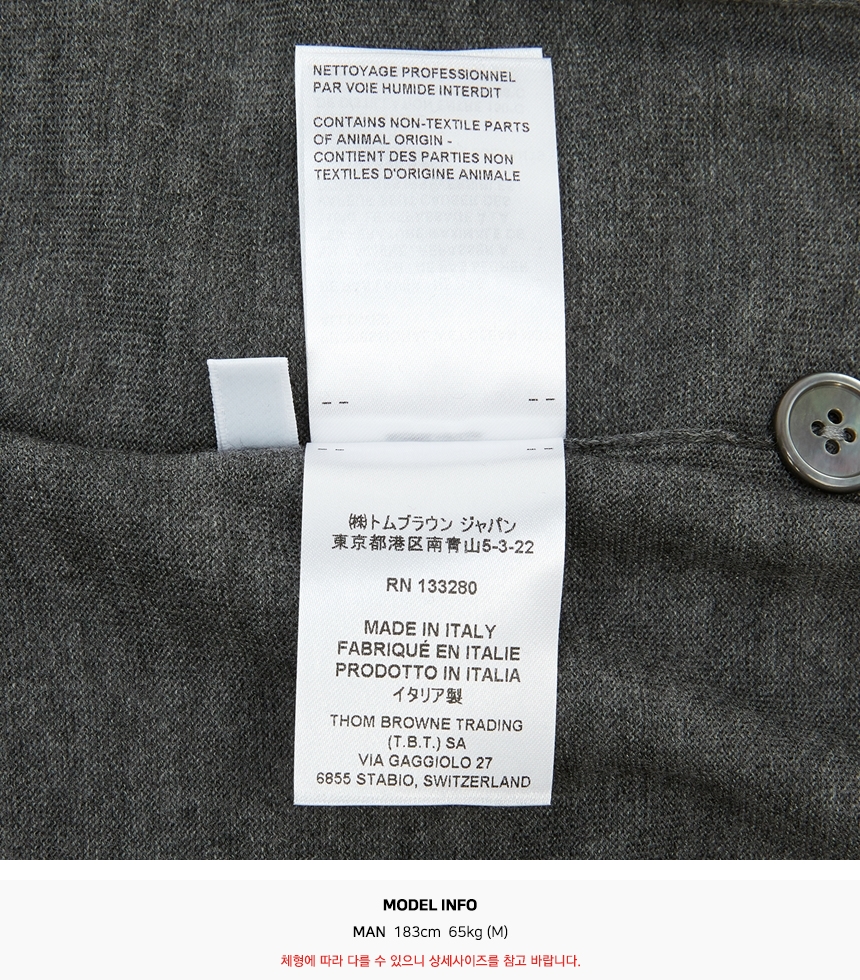 NETTOYAGE PROFESSIONNEL
PAR VOIE HUMIDE INTERDIT
CONTAINS NON-TEXTILE PARTS
OF ANIMAL ORIGIN -
CONTIENT DES PARTIES NON
TEXTILES D'ORIGINE ANIMALE
㈱トムブラウン ジャパン
東京都港区南青山5-3-22
RN 133280
MADE IN ITALY
FABRIQUÉ EN ITALIE
PRODOTTO IN ITALIA
イタリア製
THOM BROWNE TRADING
(T.B.T.) SA
VIA GAGGIOLO 27
6855 STABIO, SWITZERLAND
MODEL INFO
MAN 183cm 65kg (M)
체형에 따라 다를 수 있으니 상세사이즈를 참고 바랍니다.